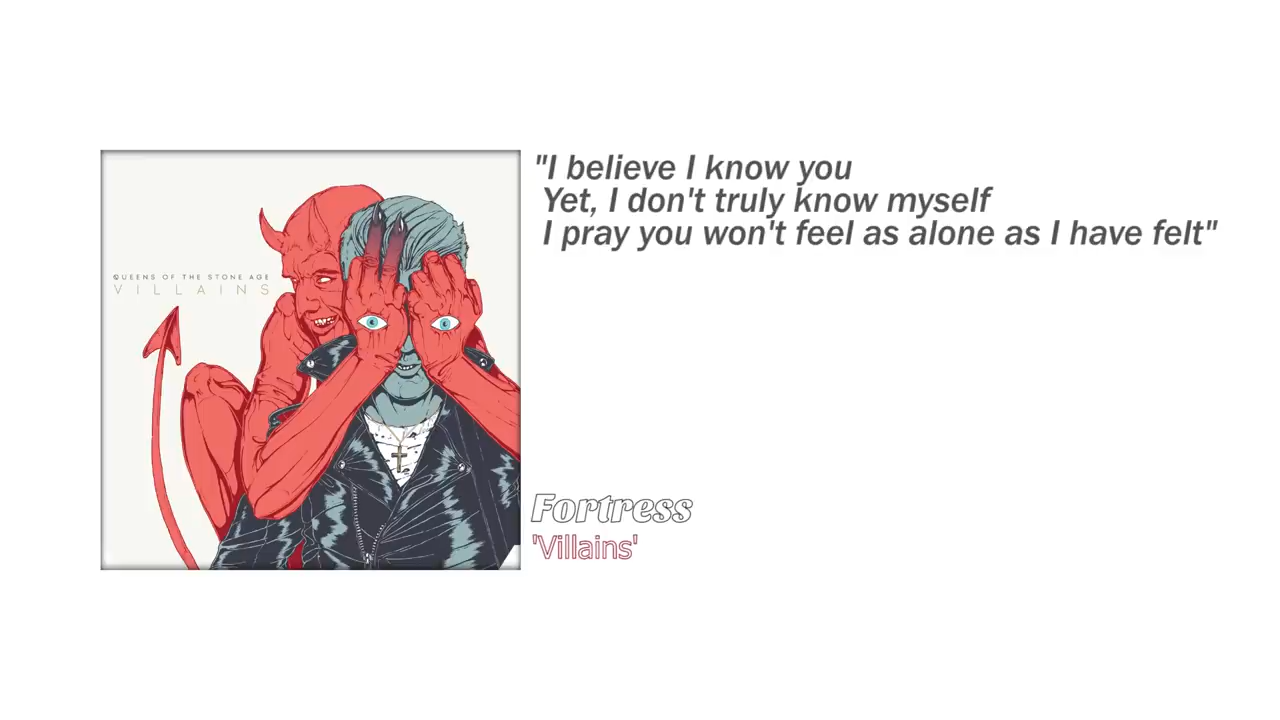 QUEENS OF THE STONE AGE
VILLAINS
"I believe I know you
Yet, I don't truly know myself
I pray you won't feel as alone as I have felt"
Fortress
'Villains'